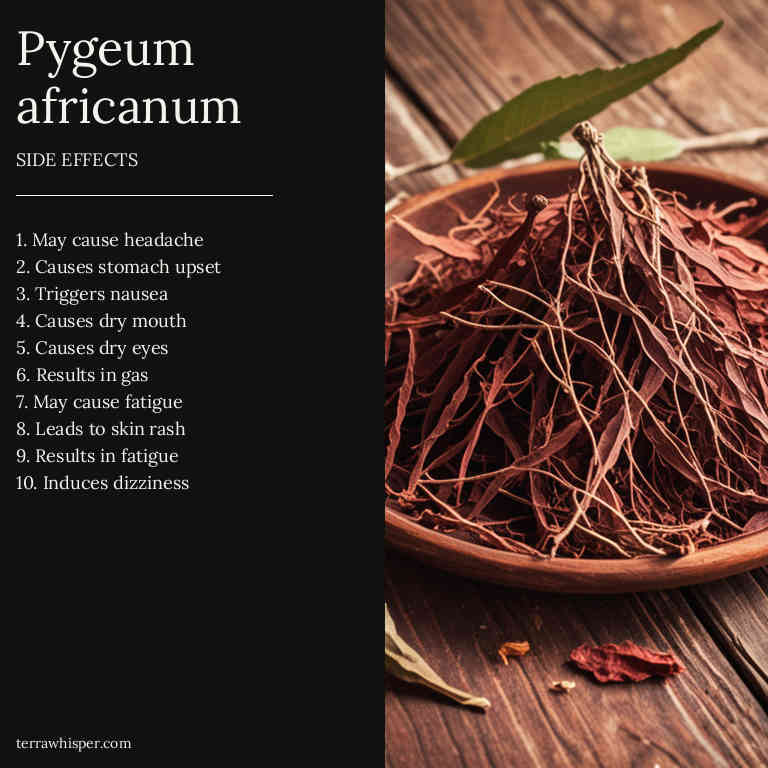 Pygeum
africanum
SIDE EFFECTS
1. May cause headache
2. Causes stomach upset
3. Triggers nausea
4. Causes dry mouth
5. Causes dry eyes
6. Results in gas
7. May cause fatigue
8. Leads to skin rash
9. Results in fatigue
10. Induces dizziness
terrawhisper.com